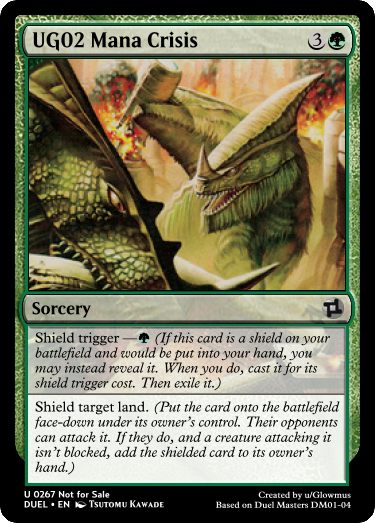 UG02 Mana Crisis 3
Sorcery
Shield trigger — (If this card is a shield on your
battlefield and would be put into your hand, you
may instead reveal it. When you do, cast it for its
shield trigger cost. Then exile it.)
Shield target land. (Put the card onto the battlefield
face-down under its owner's control. Their opponents
can attack it. If they do, and a creature attacking it
isn't blocked, add the shielded card to its owner's
hand.)
U 0267 Not for Sale
DUEL • EN Tsutomu Kawade
Created by u/Glowmus
Based on Duel Masters DM01-04